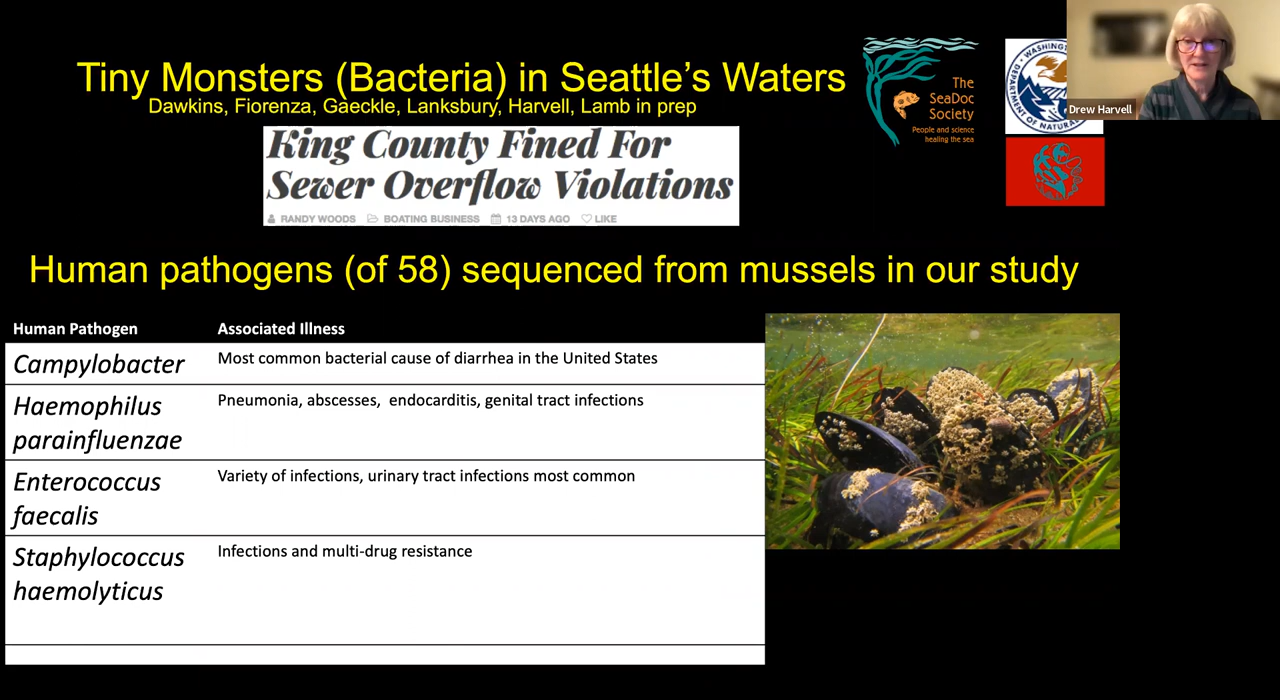 Tiny Monsters (Bacteria) in Seattle's Waters
Dawkins, Fiorenza, Gaeckle, Lanksbury, Harvell, Lamb in prep
King County Fined For
Sewer Overflow Violations
RANDY WOODS BOATING BUSINESS 13 DAYS AGO LIKE
The
SeaDoc
Society
People and science
healing the sea
WASHING
DEPARTMENT OF NATURA
Drew Harvell
Human pathogens (of 58) sequenced from mussels in our study
Human Pathogen Associated Illness
Campylobacter Most common bacterial cause of diarrhea in the United States
Haemophilus Pneumonia, abscesses, endocarditis, genital tract infections
parainfluenzae
Enterococcus Variety of infections, urinary tract infections most common
faecalis
Staphylococcus Infections and multi-drug resistance
haemolyticus